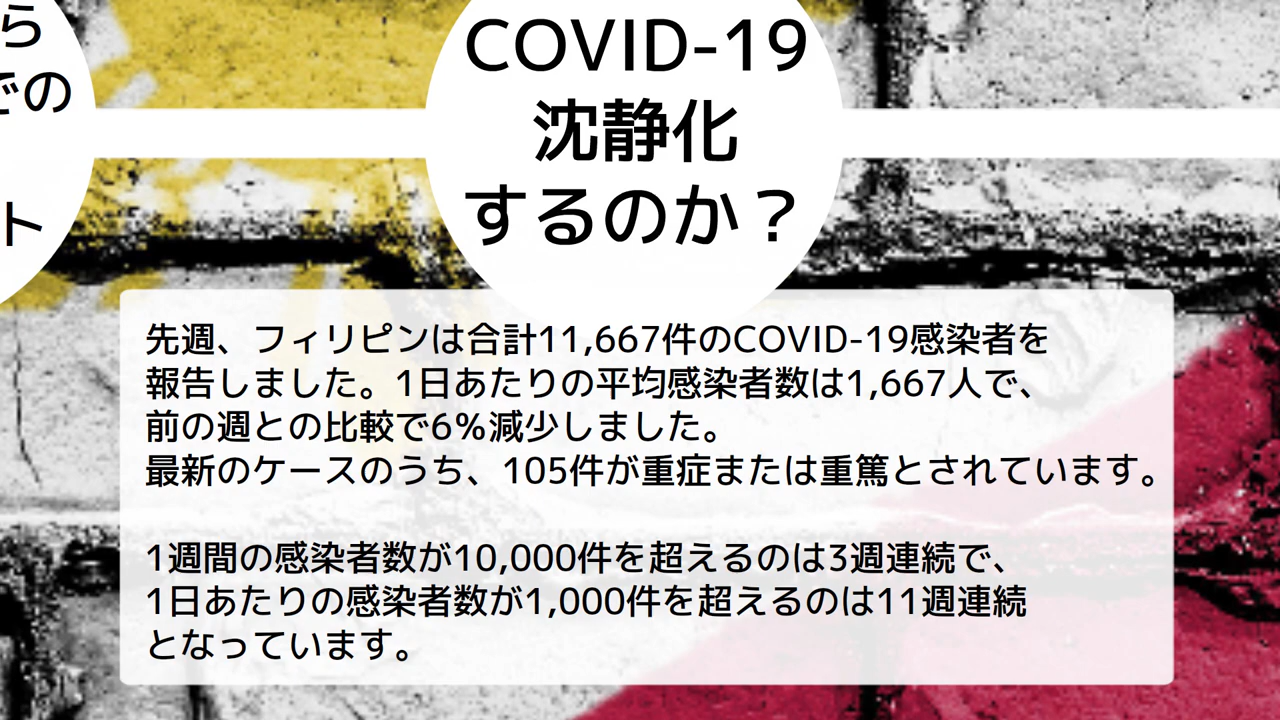 ら
での
ト
COVID-19
沈静化
するのか？
先週、フィリピンは合計11,667件のCOVID-19感染者を
報告しました。1日あたりの平均感染者数は1,667人で、
前の週との比較で6%減少しました。
最新のケースのうち、105件が重症または重篤とされています。
1週間の感染者数が10,000件を超えるのは3週連続で、
1日あたりの感染者数が1,000件を超えるのは11週連続
となっています。